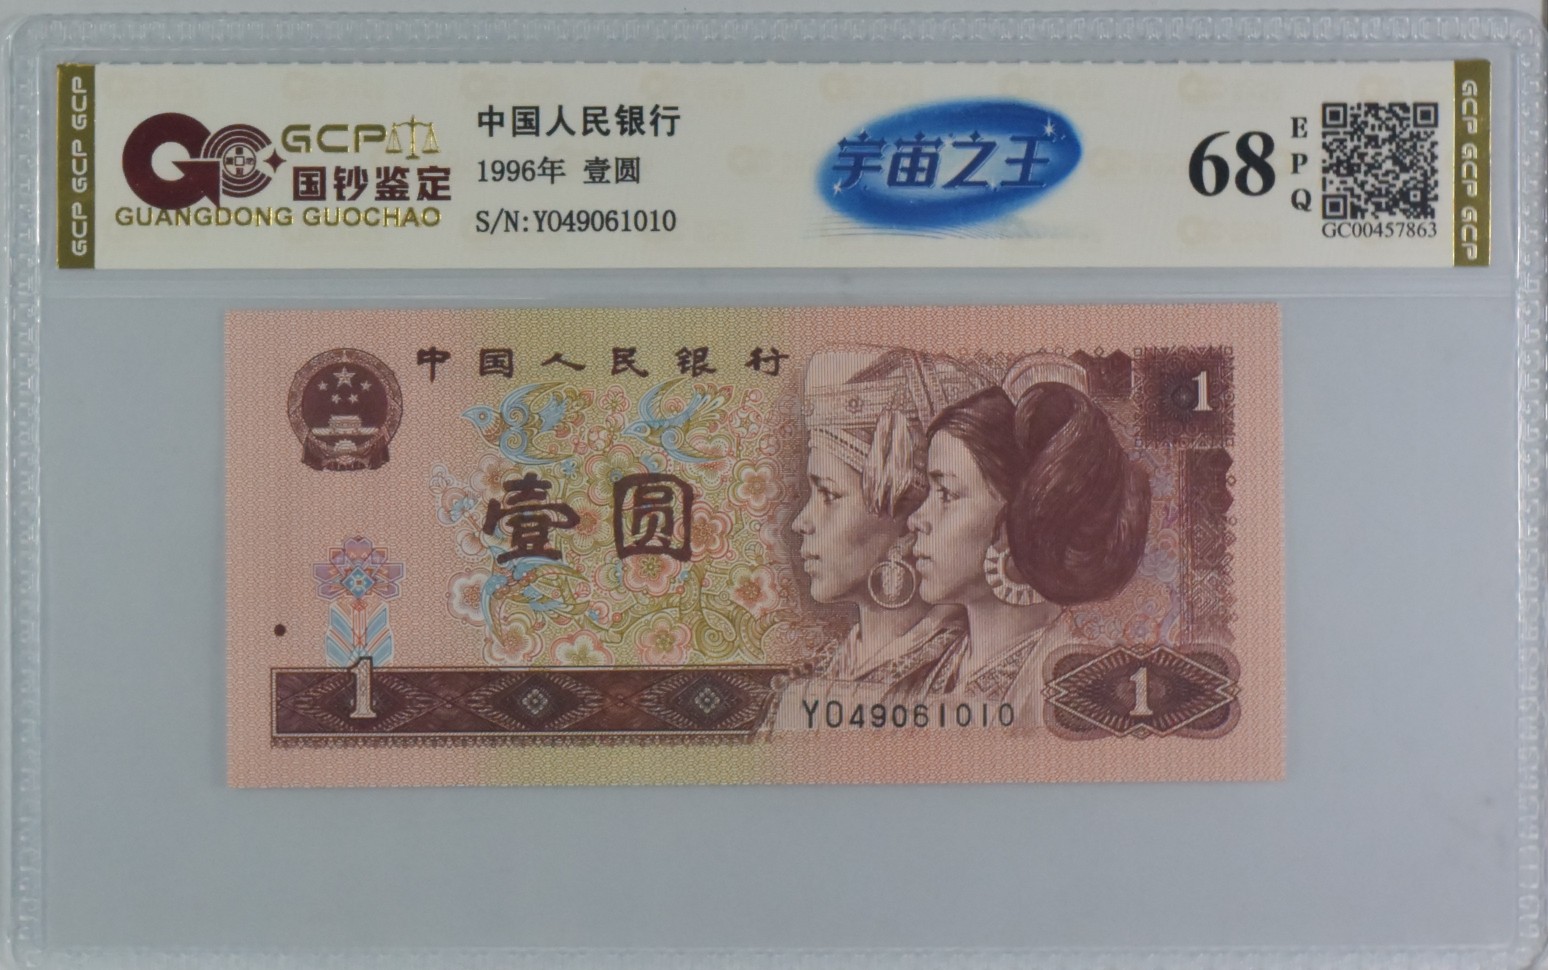 GCP GCP GCP
GCP
国钞鉴定
GUANGDONG GUOCHAO
中国人民银行
1996年 壹圆
S/N:Y049061010
宇宙之王
68
E
P
Q
GC00457863
GCP GCP GCP
中国人民银行
1
壹圆
1
YO49061010
1